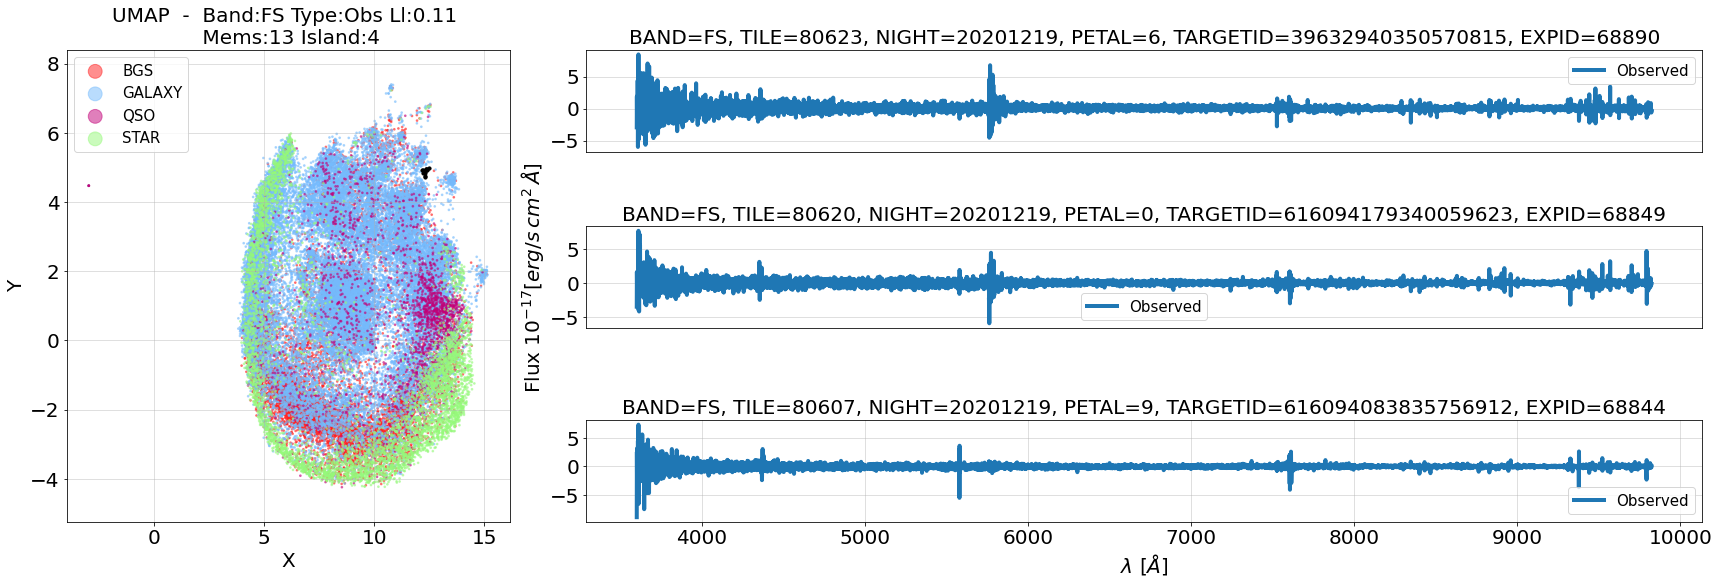 UMAP  -  Band:FS Type:Obs Ll:0.11
Mems:13 Island:4
BGS
GALAXY
QSO
STAR
8
6
4
2
0
−2
−4
Y
0
5
10
15
X
BAND=FS, TILE=80623, NIGHT=20201219, PETAL=6, TARGETID=39632940350570815, EXPID=68890
5
0
−5
Observed
BAND=FS, TILE=80620, NIGHT=20201219, PETAL=0, TARGETID=616094179340059623, EXPID=68849
5
0
−5
Observed
Flux 10^{-17}[erg/s cm^2 Å]
BAND=FS, TILE=80607, NIGHT=20201219, PETAL=9, TARGETID=616094083835756912, EXPID=68844
5
0
−5
Observed
4000
5000
6000
7000
8000
9000
10000
λ [Å]